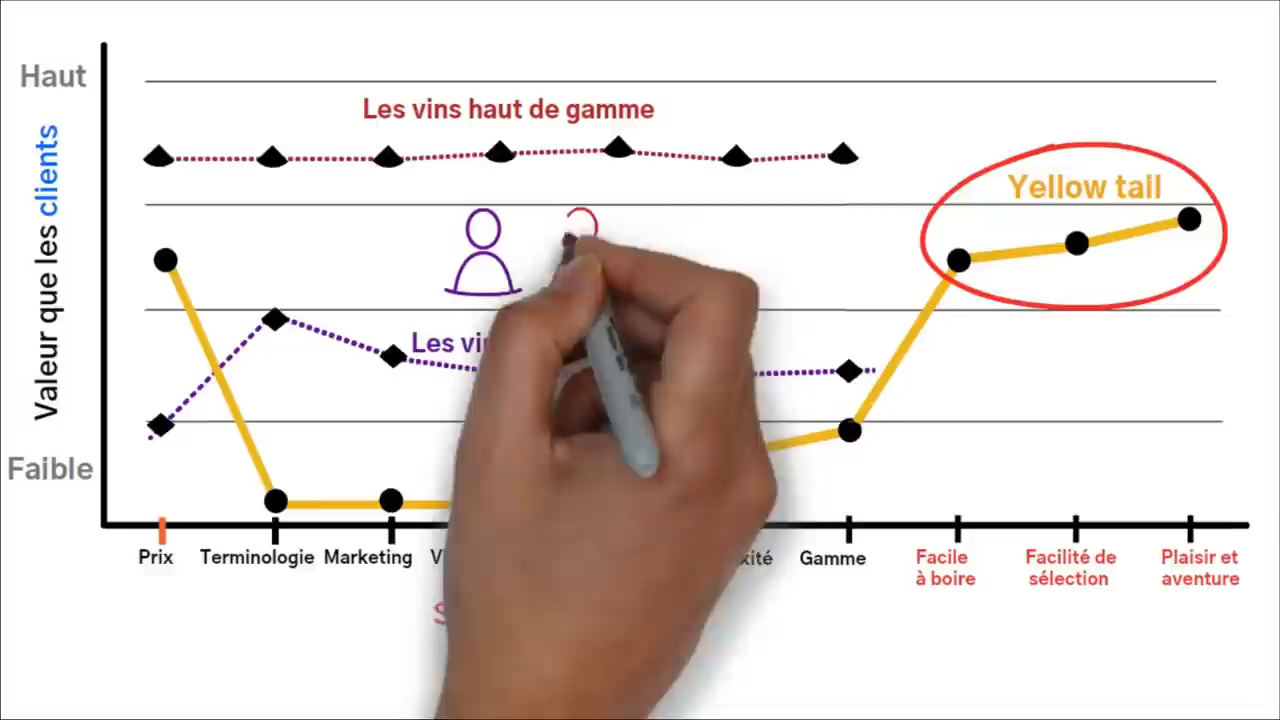 Haut
Les vins haut de gamme
Yellow tail
Valeur que les clients
Les
Faible
Prix
Terminologie
Marketing
Gamme
Facile
à boire
Facilité de
sélection
Plaisir et
aventure